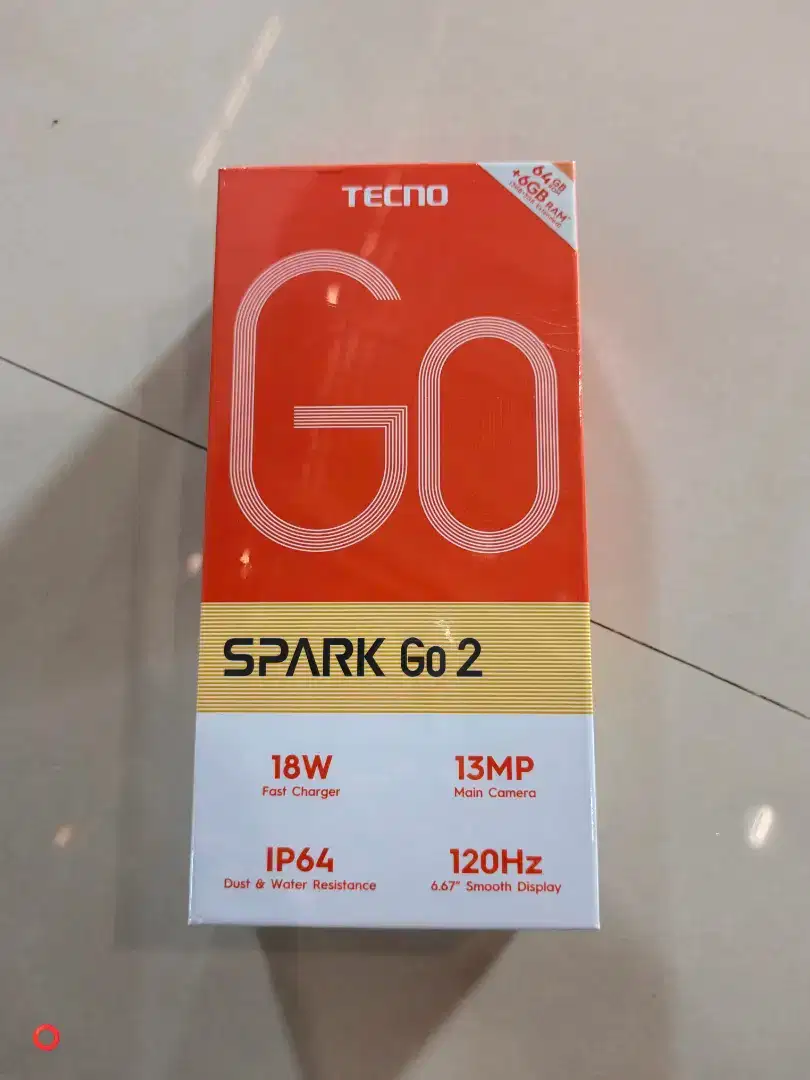 TECNO
64GB
ROM
+6GB RAM*
Go
SPARK Go 2
18W
Fast Charger
13MP
Main Camera
IP64
Dust & Water Resistance
120Hz
6.67" Smooth Display